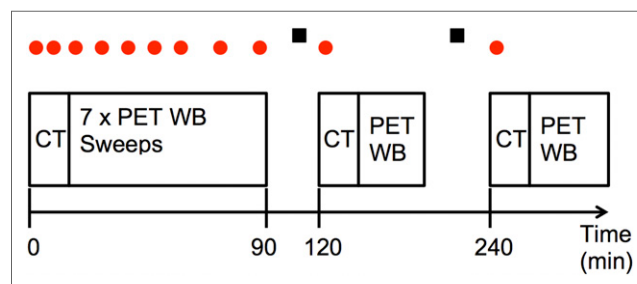 CT
7 x PET WB
Sweeps
CT
PET
WB
CT
PET
WB
0
90
120
240
Time
(min)